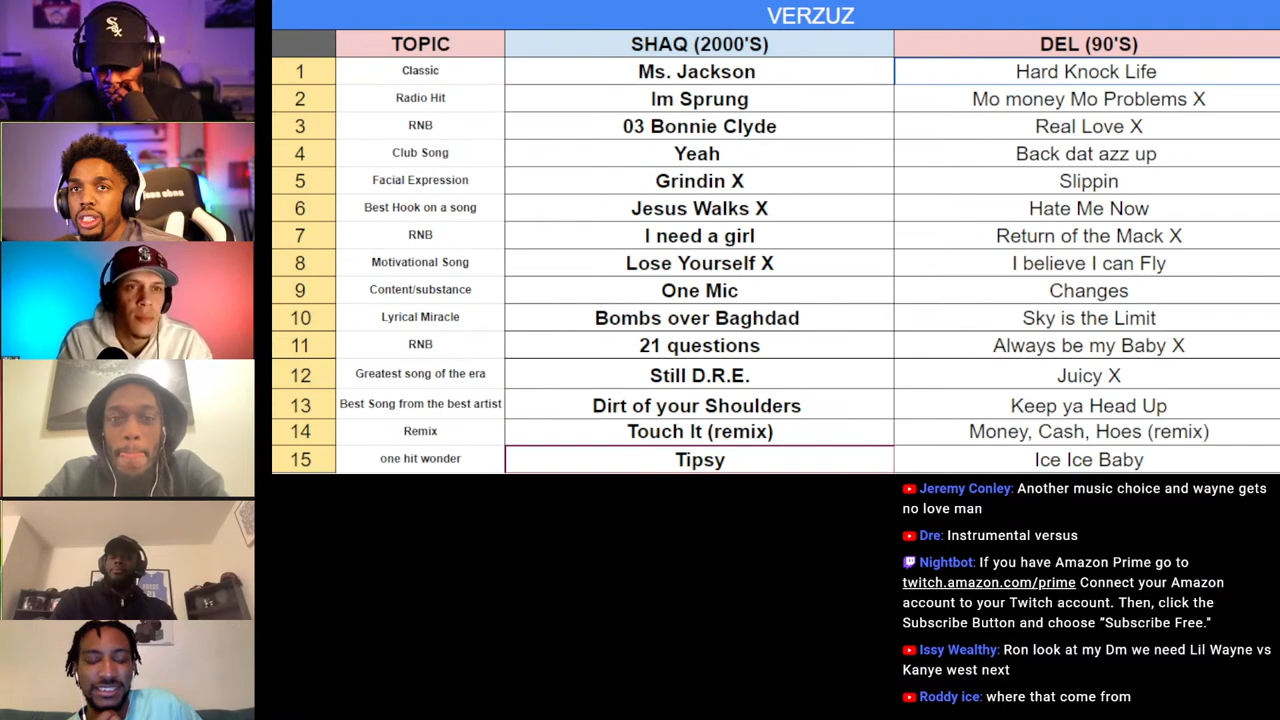 VERZUZ
TOPIC SHAQ (2000'S) DEL (90'S)
1 Classic Ms. Jackson Hard Knock Life
2 Radio Hit Im Sprung Mo money Mo Problems X
3 RNB 03 Bonnie Clyde Real Love X
4 Club Song Yeah Back dat azz up
5 Facial Expression Grindin X Slippin
6 Best Hook on a song Jesus Walks X Hate Me Now
7 RNB I need a girl Return of the Mack X
8 Motivational Song Lose Yourself X I believe I can Fly
9 Content/substance One Mic Changes
10 Lyrical Miracle Bombs over Baghdad Sky is the Limit
11 RNB 21 questions Always be my Baby X
12 Greatest song of the era Still D.R.E. Juicy X
13 Best Song from the best artist Dirt of your Shoulders Keep ya Head Up
14 Remix Touch It (remix) Money, Cash, Hoes (remix)
15 one hit wonder Tipsy Ice Ice Baby
Jeremy Conley: Another music choice and wayne gets
no love man
Dre: Instrumental versus
Nightbot: If you have Amazon Prime go to
twitch.amazon.com/prime Connect your Amazon
account to your Twitch account. Then, click the
Subscribe Button and choose "Subscribe Free."
Issy Wealthy: Ron look at my Dm we need Lil Wayne vs
Kanye west next
Roddy ice: where that come from